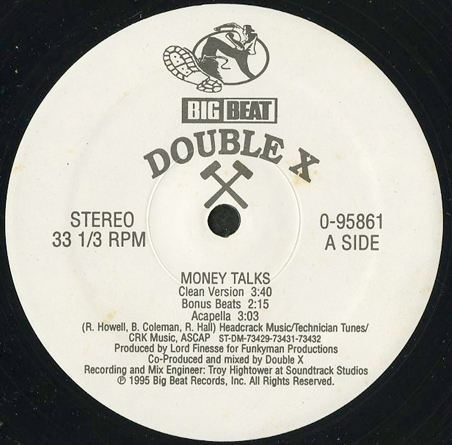 BIG BEAT
DOUBLE X
STEREO
33 1/3 RPM
0-95861
A SIDE
MONEY TALKS
Clean Version 3:40
Bonus Beats 2:15
Acapella 3:03
(R. Howell, B. Coleman, R. Hall) Headcrack Music/Technician Tunes/
CRK Music, ASCAP ST-DM-73429-73431-73432
Produced by Lord Finesse for Funkyman Productions
Co-Produced and mixed by Double X
Recording and Mix Engineer: Troy Hightower at Soundtrack Studios
℗ 1995 Big Beat Records, Inc. All Rights Reserved.